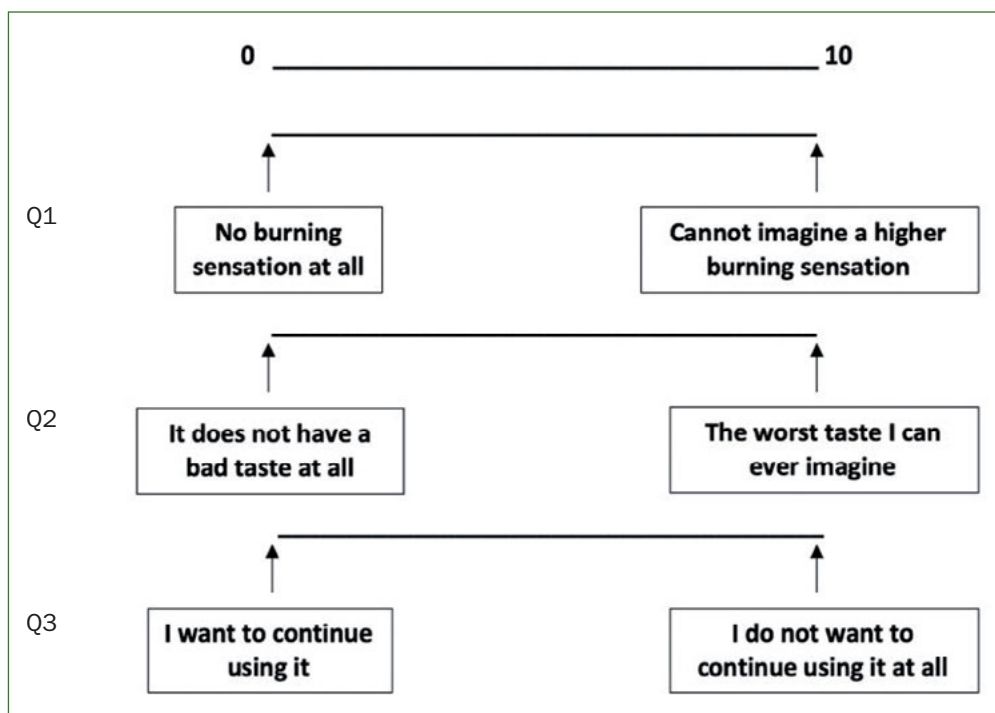 0 10
Q1
No burning
sensation at all
Cannot imagine a higher
burning sensation
Q2
It does not have a
bad taste at all
The worst taste I can
ever imagine
Q3
I want to continue
using it
I do not want to
continue using it at all